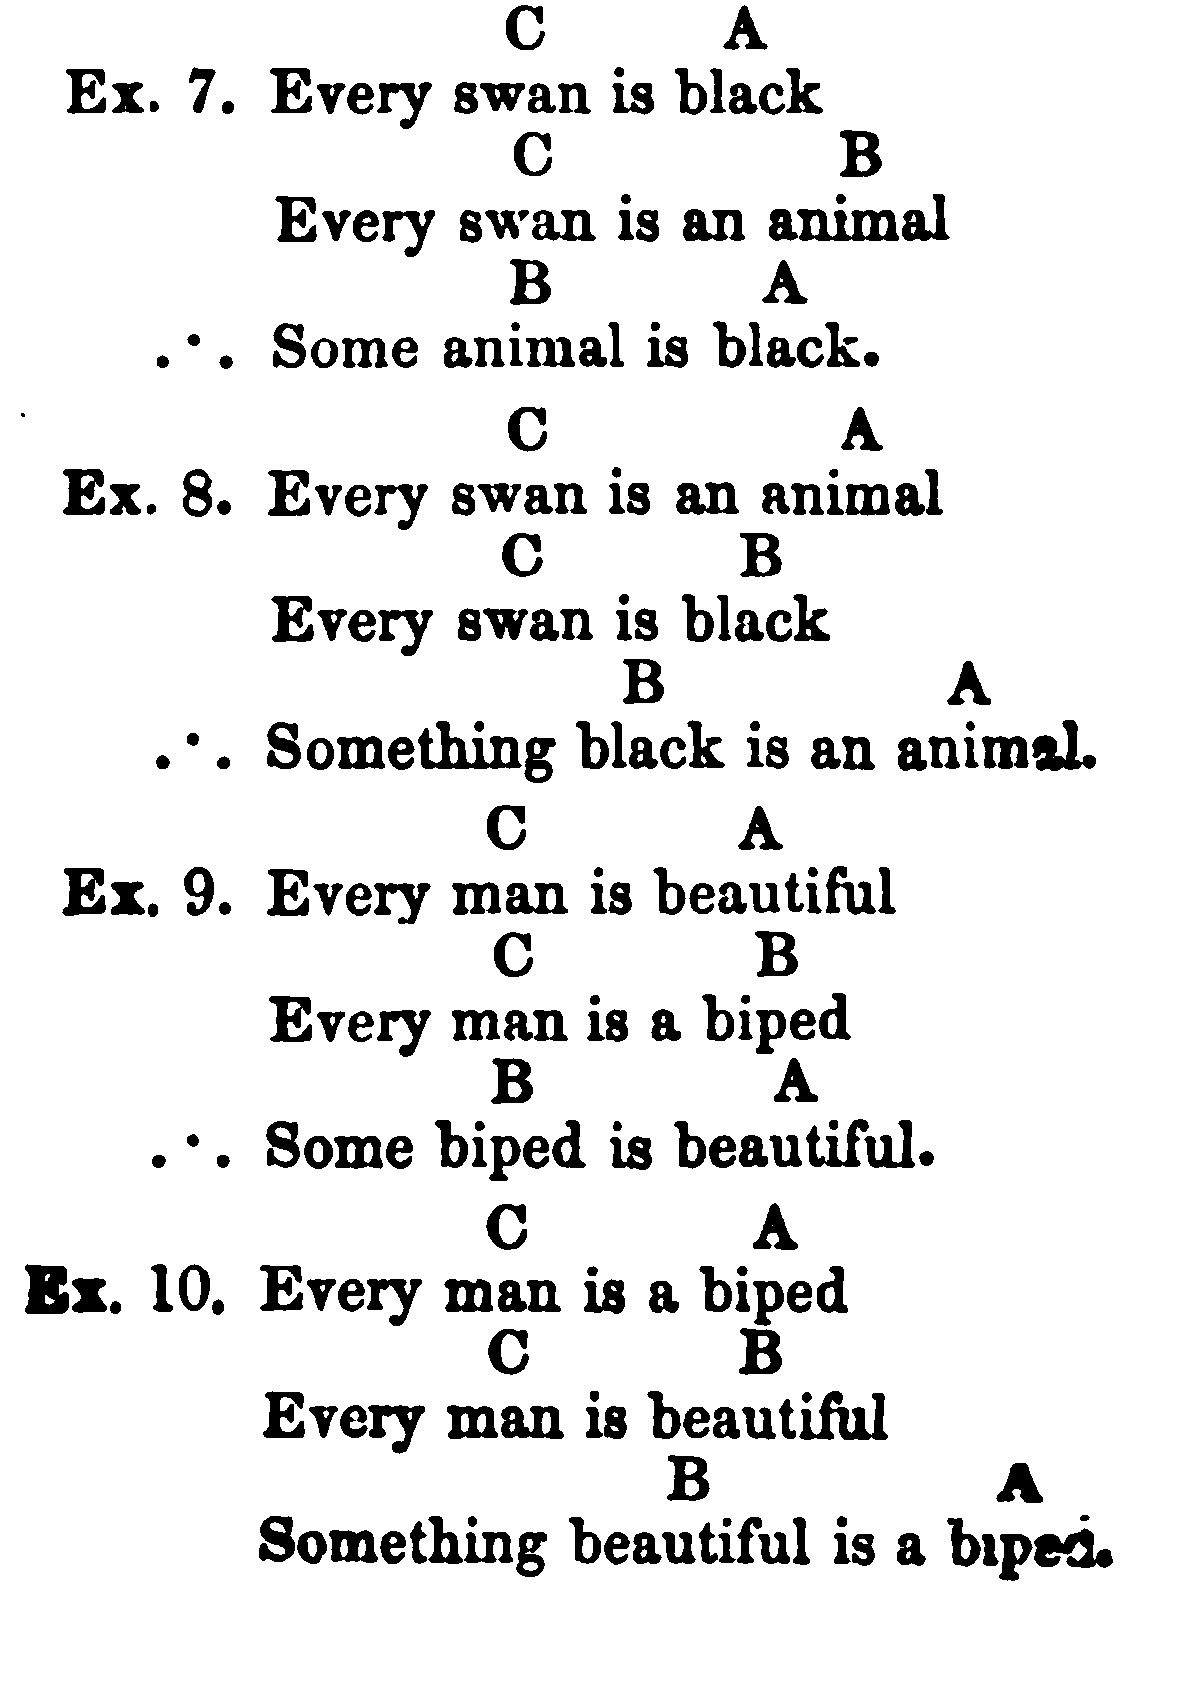 C A
Ex. 7. Every swan is black
C B
Every swan is an animal
B A
∴ Some animal is black.
C A
Ex. 8. Every swan is an animal
C B
Every swan is black
B A
∴ Something black is an animal.
C A
Ex. 9. Every man is beautiful
C B
Every man is a biped
B A
∴ Some biped is beautiful.
C A
Ex. 10. Every man is a biped
C B
Every man is beautiful
B A
Something beautiful is a biped.